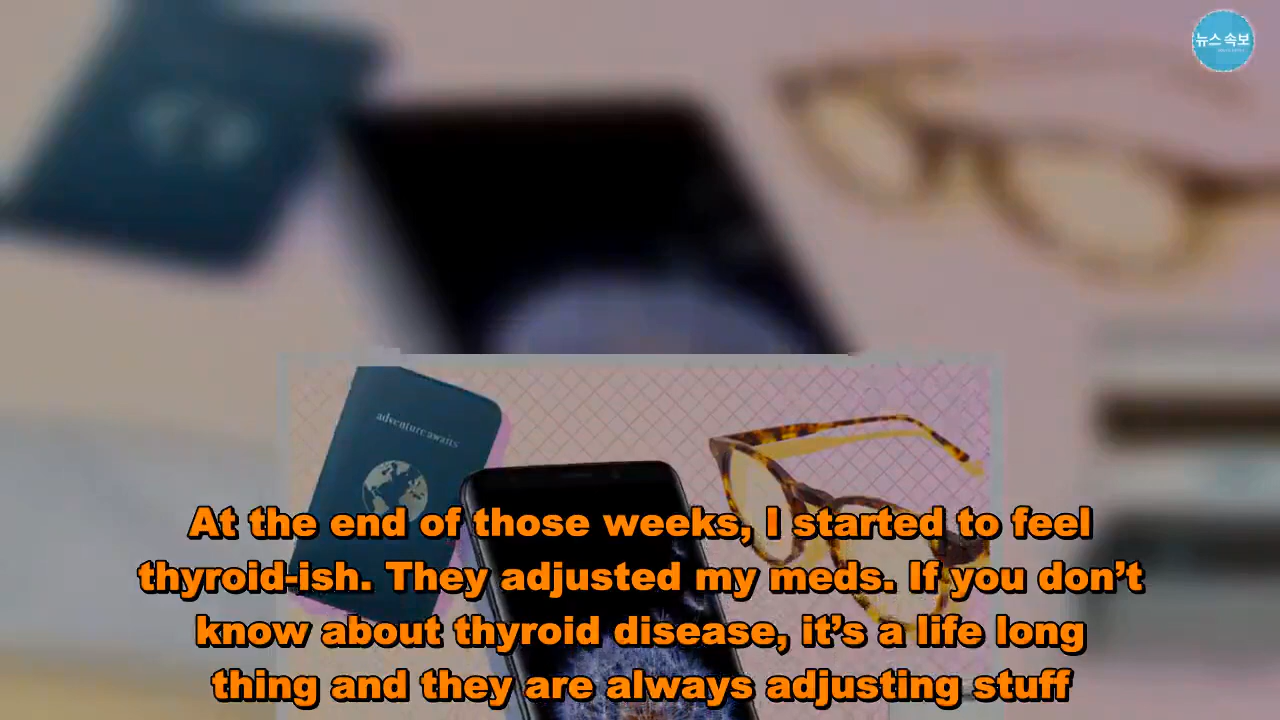 뉴스 속보
adventure awaits
At the end of those weeks, I started to feel
thyroid-ish. They adjusted my meds. If you don’t
know about thyroid disease, it’s a life long
thing and they are always adjusting stuff